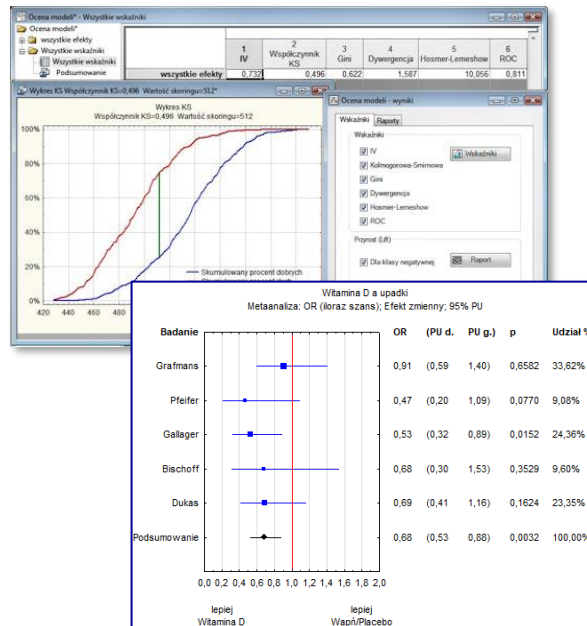 Ocena modeli* - Wszystkie wskaźniki
Ocena modeli*
wszystkie efekty
Wszystkie wskaźniki
Wszystkie wskaźniki
Podsumowanie
1 2 3 4 5 6
IV Współczynnik KS Gini Dywergencja Hosmer-Lemeshow ROC
wszystkie efekty 0,732 0,496 0,622 1,587 10,056 0,811
Wykres KS Współczynnik KS=0,496 Wartość skoringu=512*
Wykres KS
Współczynnik KS=0,496 Wartość skoringu=512
100%
80%
60%
40%
20%
0%
420 440 460 480
Skumulowany procent dobrych
Ocena modeli - wyniki
Wskaźniki Raporty
Wskaźniki
IV Wskaźniki
Kołmogorowa-Smirnowa
Gini
Dywergencja
Hosmer-Lemeshow
ROC
Przyrost (Lift)
Dla klasy negatywnej Raport
Witamina D a upadki
Metaanaliza: OR (iloraz szans); Efekt zmienny; 95% PU
Badanie OR (PU d. PU g.) p Udział %
Grafmans 0,91 (0,59 1,40) 0,6582 33,62%
Pfeifer 0,47 (0,20 1,09) 0,0770 9,08%
Gallager 0,53 (0,32 0,89) 0,0152 24,36%
Bischoff 0,68 (0,30 1,53) 0,3529 9,60%
Dukas 0,69 (0,41 1,16) 0,1624 23,35%
Podsumowanie 0,68 (0,53 0,88) 0,0032 100,00%
0,0 0,2 0,4 0,6 0,8 1,0 1,2 1,4 1,6 1,8 2,0
lepiej lepiej
Witamina D Wapń/Placebo